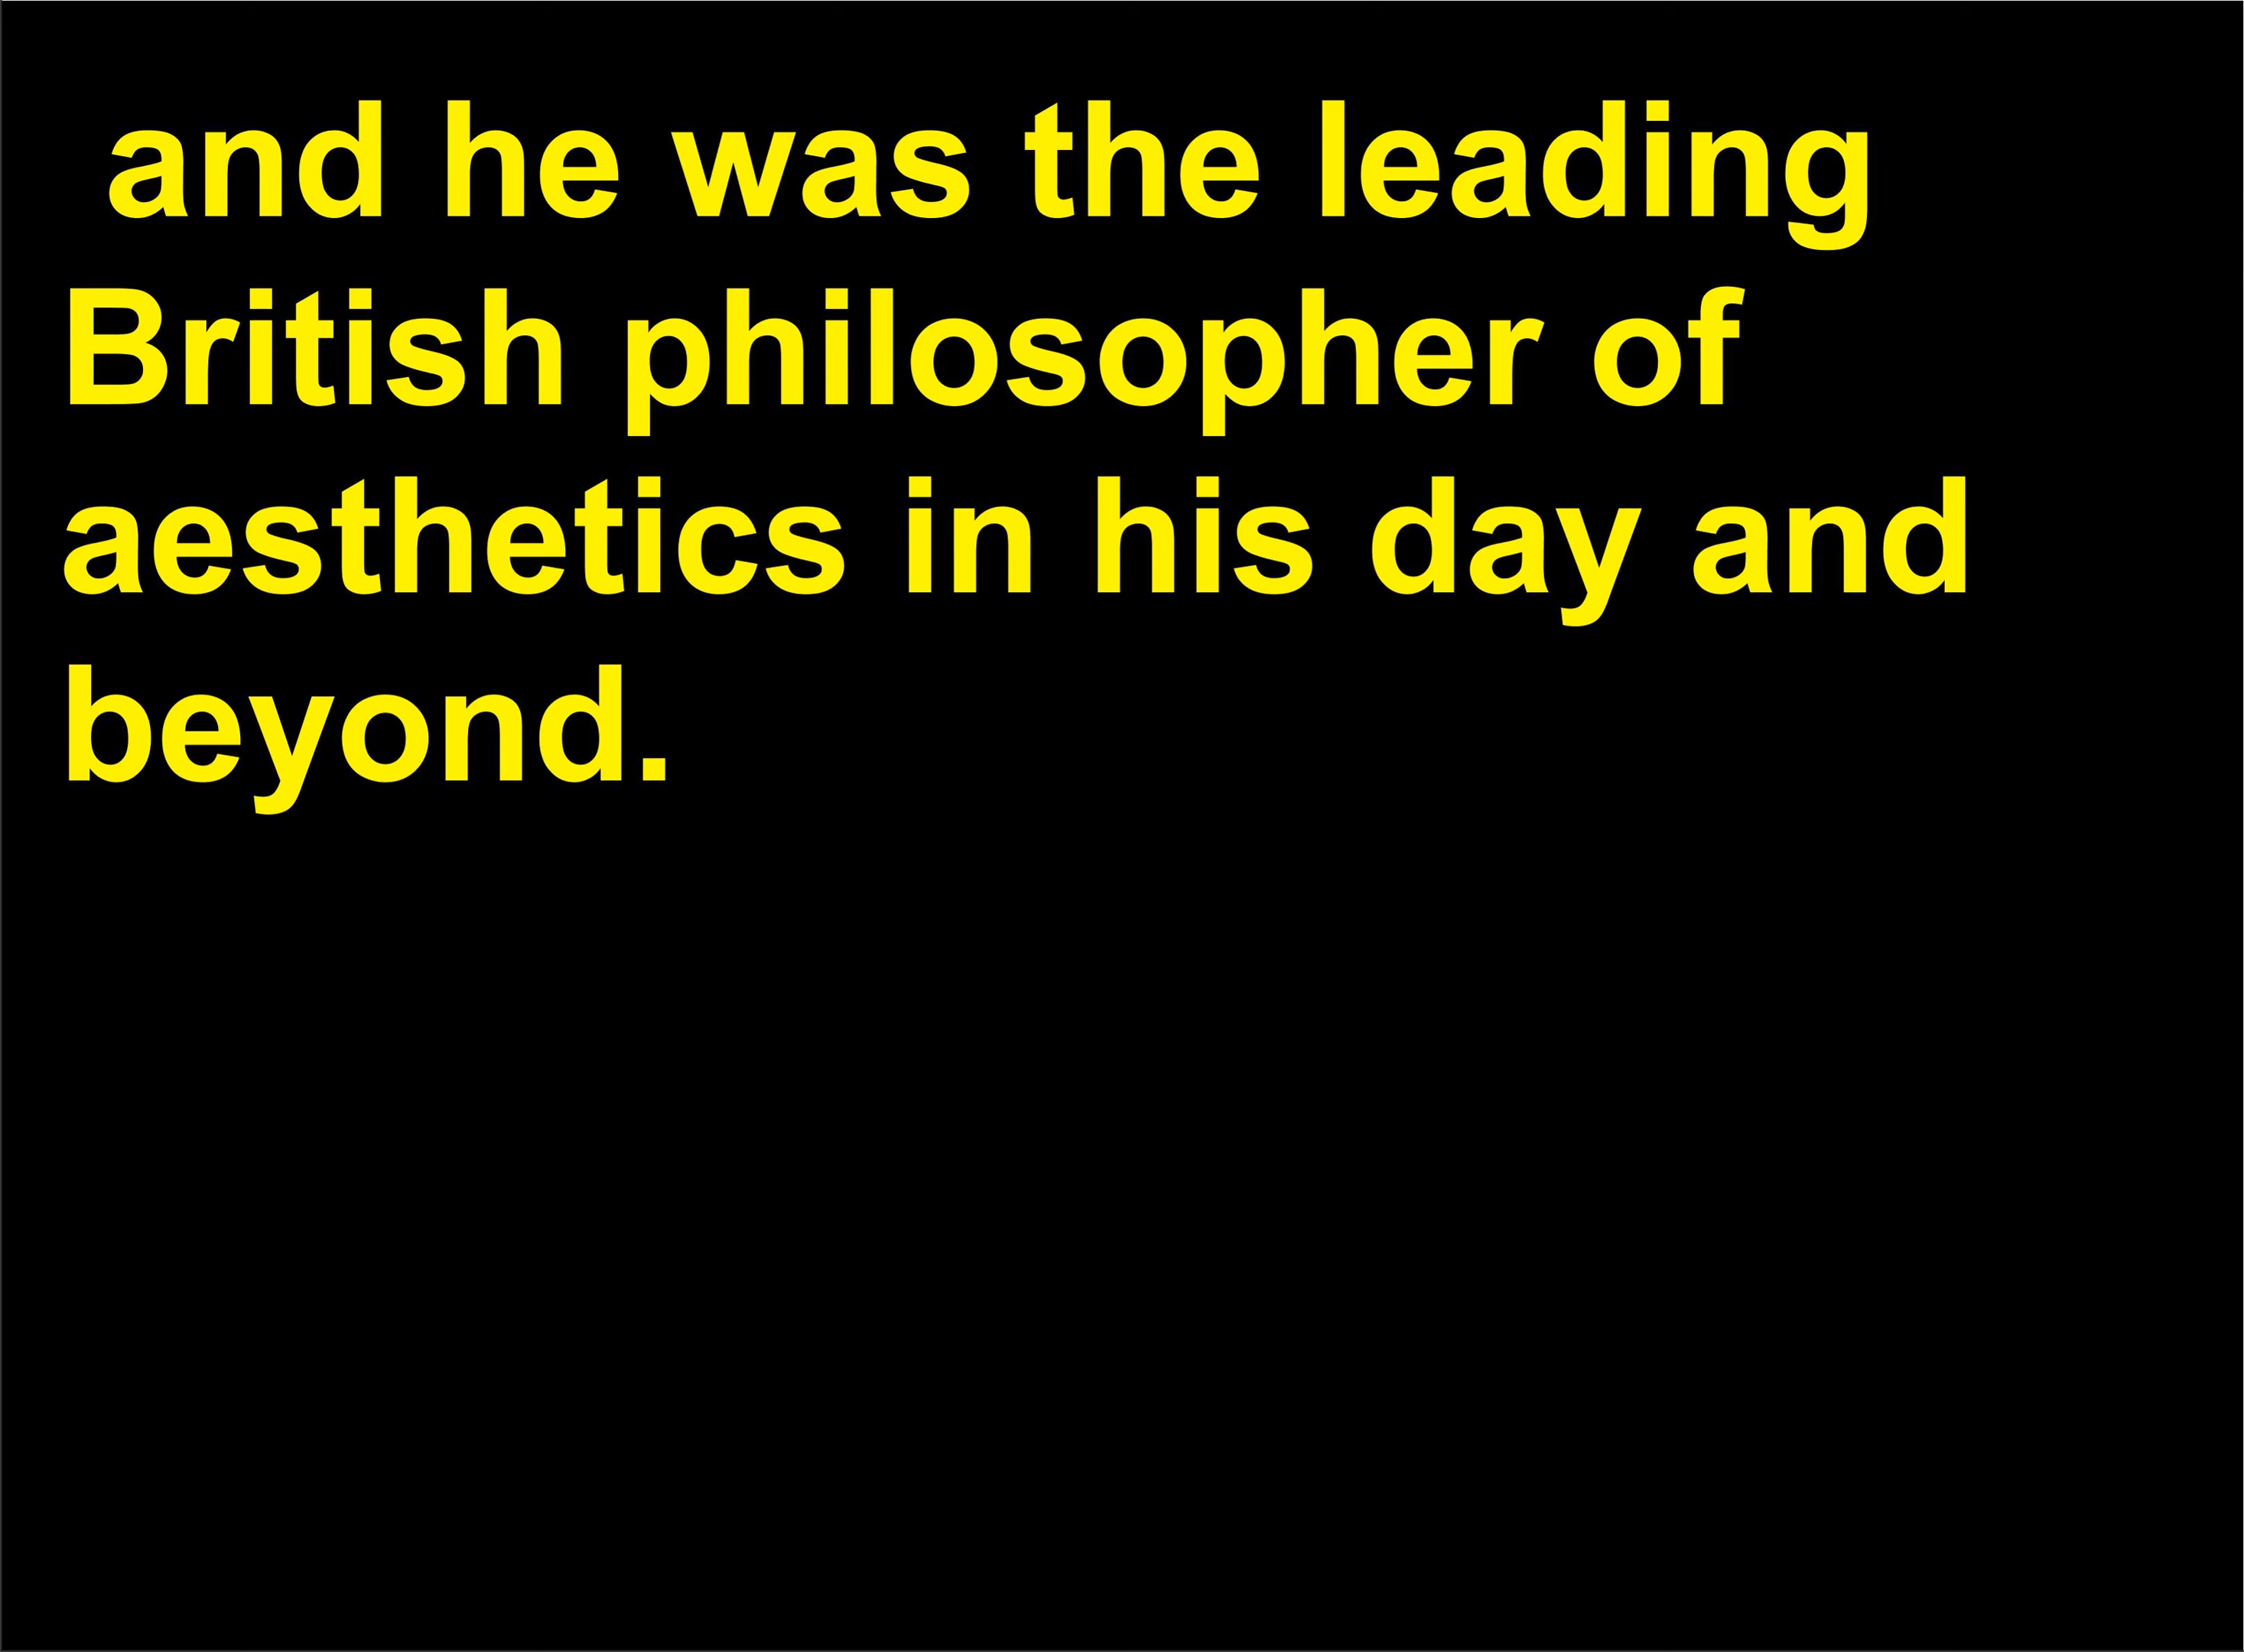 and he was the leading
British philosopher of
aesthetics in his day and
beyond.